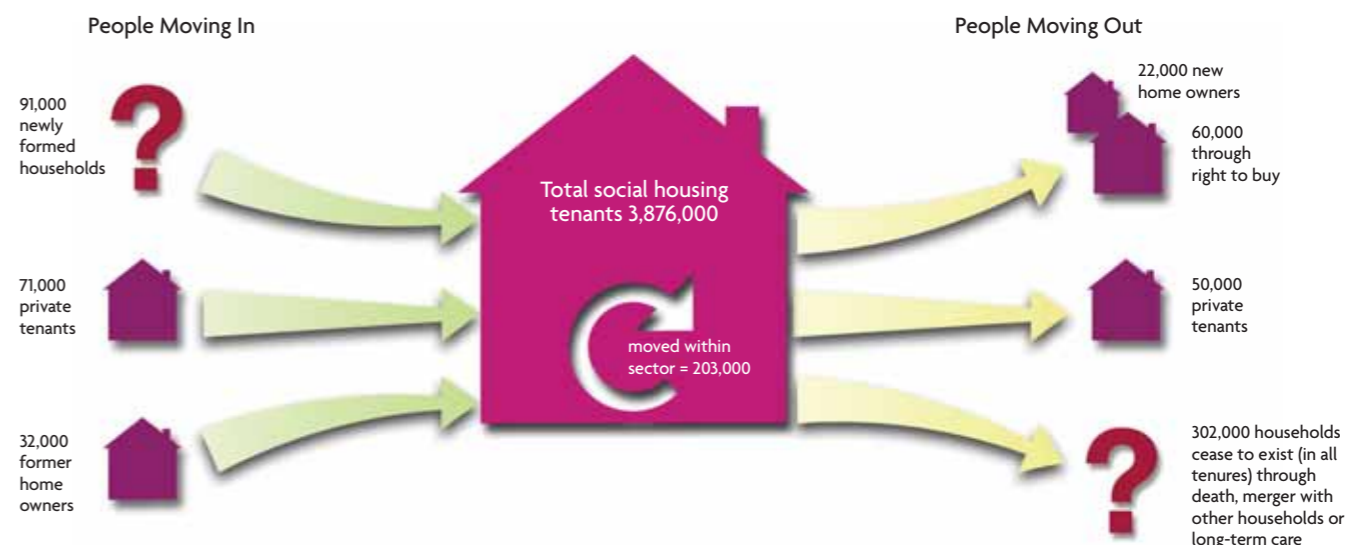 People Moving In
91,000
newly
formed
households
71,000
private
tenants
32,000
former
home
owners
Total social housing
tenants 3,876,000
moved within
sector = 203,000
People Moving Out
22,000 new
home owners
60,000
through
right to buy
50,000
private
tenants
302,000 households
cease to exist (in all
tenures) through
death, merger with
other households or
long-term care